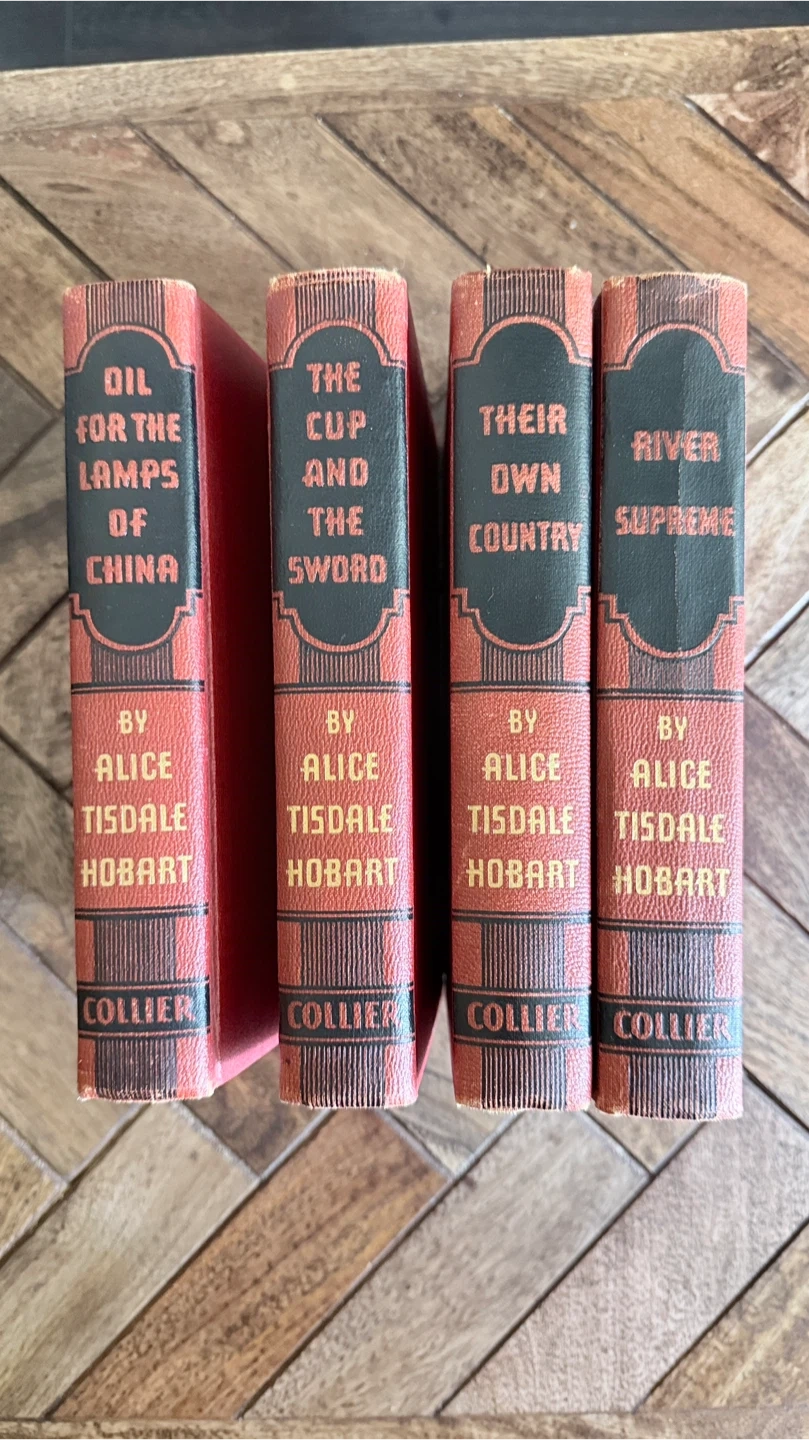 OIL
FOR THE
LAMPS
OF
CHINA
BY
ALICE
TISDALE
HOBART
COLLIER
THE
CUP
AND
THE
SWORD
BY
ALICE
TISDALE
HOBART
COLLIER
THEIR
OWN
COUNTRY
BY
ALICE
TISDALE
HOBART
COLLIER
RIVER
SUPREME
BY
ALICE
TISDALE
HOBART
COLLIER